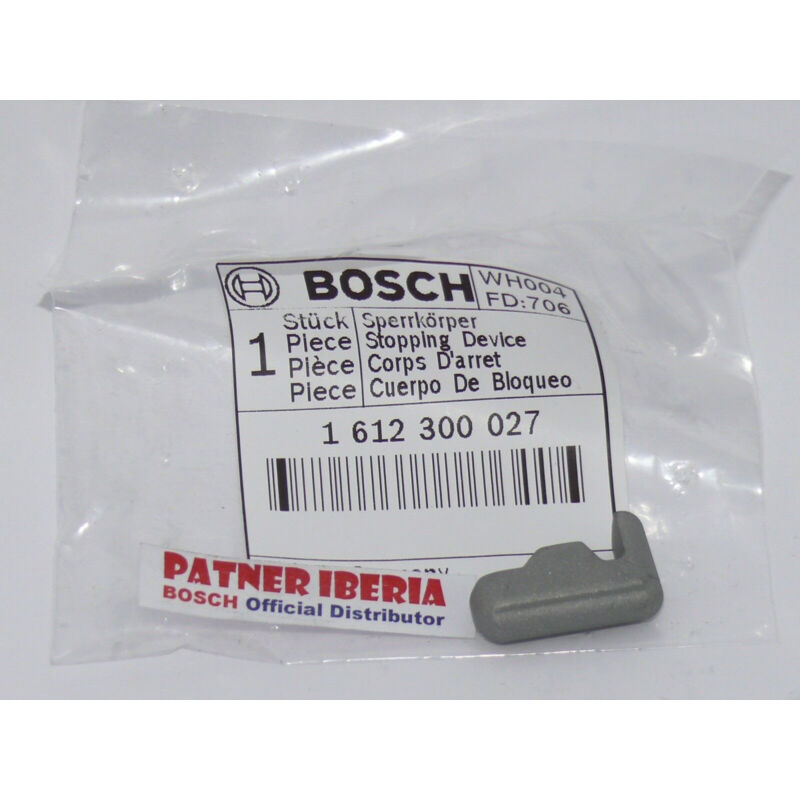 BOSCH
WH004
FD:706
1
Stück
Piece
Pièce
Piece
Sperrkörper
Stopping Device
Corps D'arret
Cuerpo De Bloqueo
1 612 300 027
PATNER IBERIA
BOSCH Official Distributor